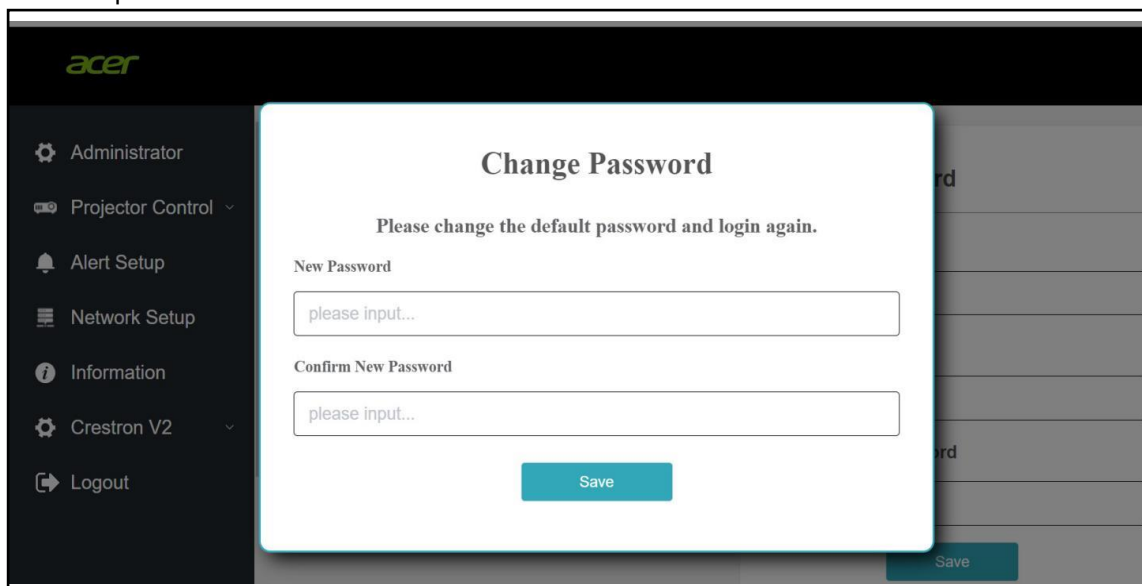 acer
Administrator
Projector Control
Alert Setup
Network Setup
Information
Crestron V2
Logout
Change Password
Please change the default password and login again.
New Password
please input...
Confirm New Password
please input...
Save
rd
ord
Save